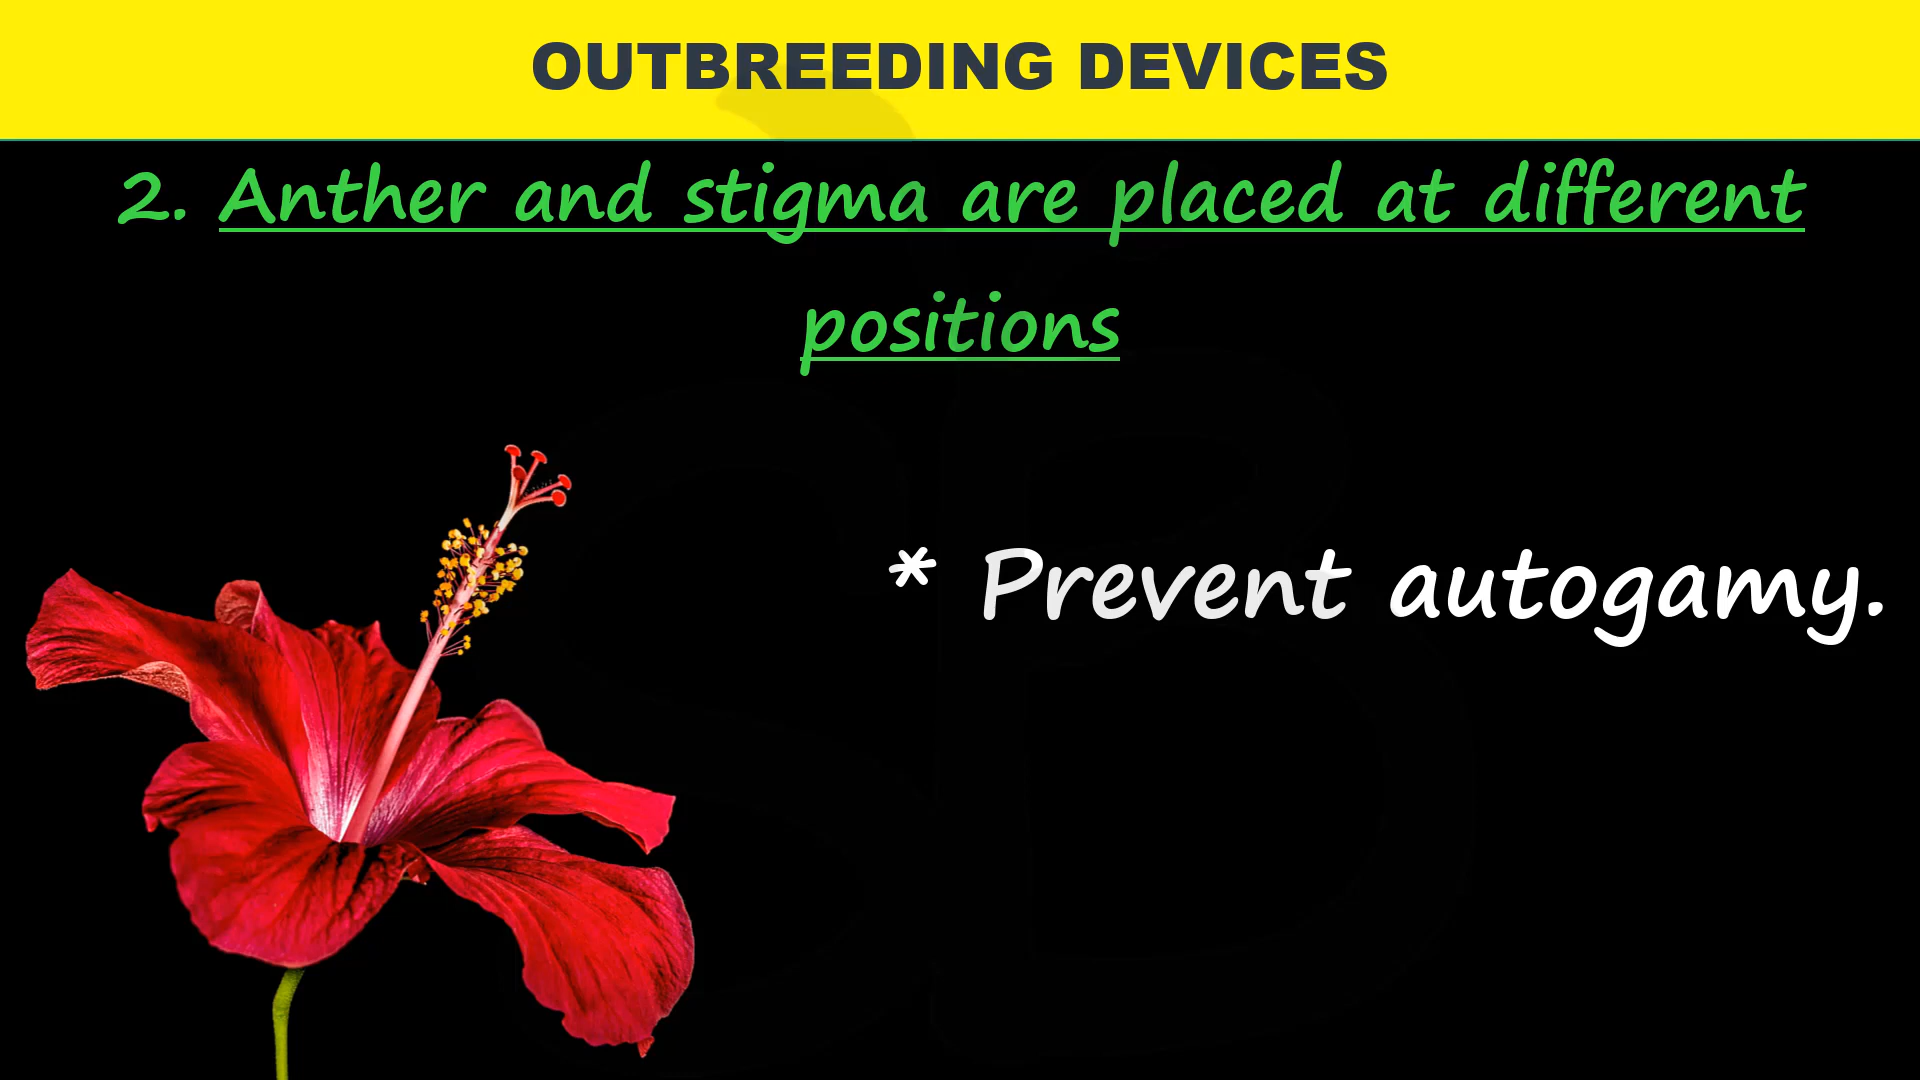 OUTBREEDING DEVICES
2. Anther and stigma are placed at different
positions
* Prevent autogamy.